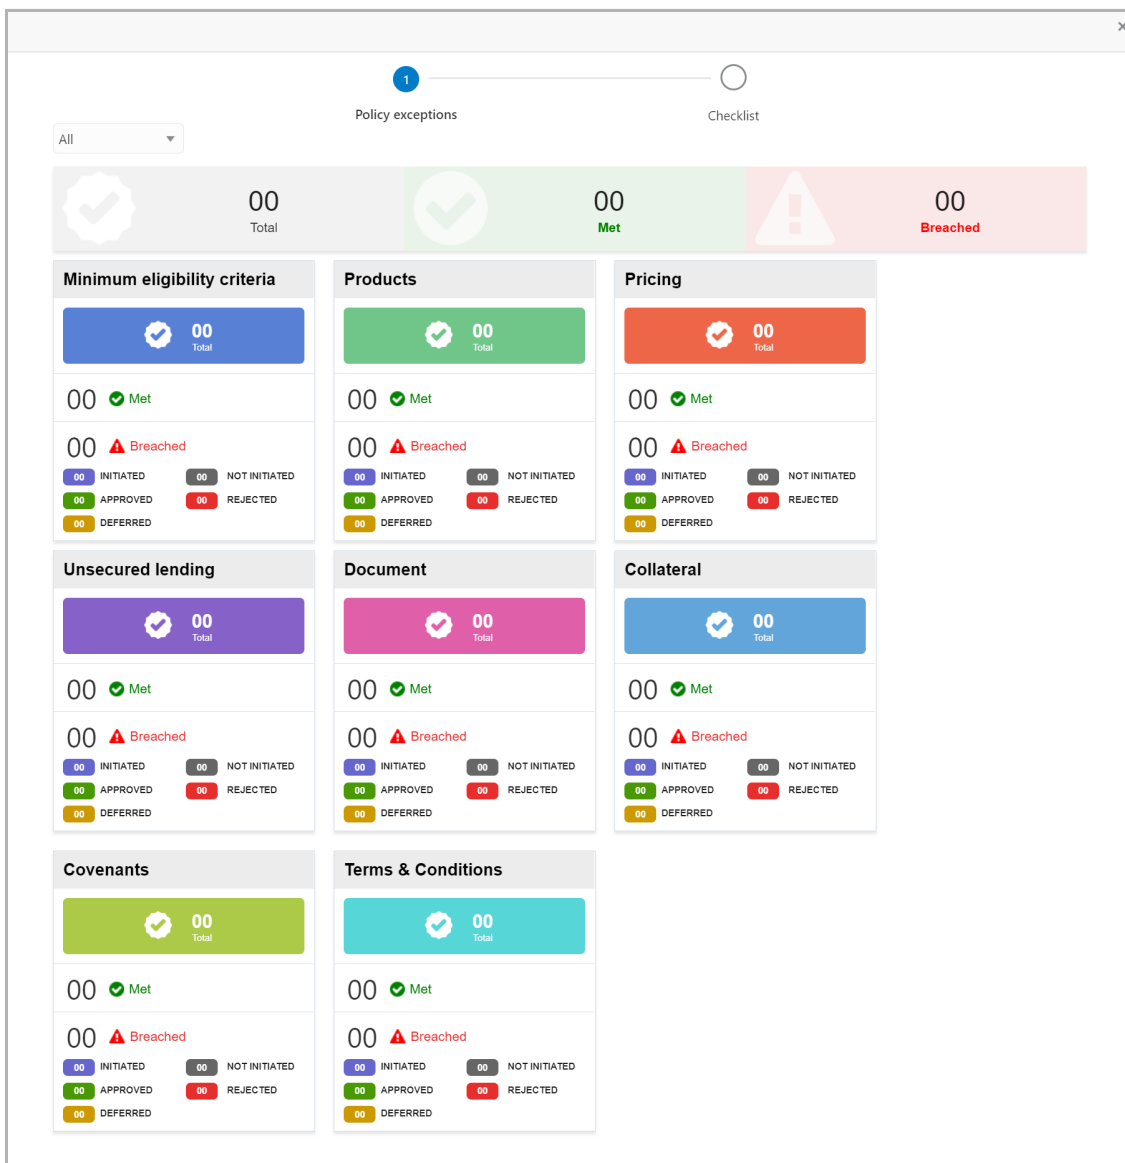 ×
1
Policy exceptions
Checklist
All
00
Total
00
Met
00
Breached
Minimum eligibility criteria
00
Total
00 Met
00 Breached
00 INITIATED 00 NOT INITIATED
00 APPROVED 00 REJECTED
00 DEFERRED
Products
00
Total
00 Met
00 Breached
00 INITIATED 00 NOT INITIATED
00 APPROVED 00 REJECTED
00 DEFERRED
Pricing
00
Total
00 Met
00 Breached
00 INITIATED 00 NOT INITIATED
00 APPROVED 00 REJECTED
00 DEFERRED
Unsecured lending
00
Total
00 Met
00 Breached
00 INITIATED 00 NOT INITIATED
00 APPROVED 00 REJECTED
00 DEFERRED
Document
00
Total
00 Met
00 Breached
00 INITIATED 00 NOT INITIATED
00 APPROVED 00 REJECTED
00 DEFERRED
Collateral
00
Total
00 Met
00 Breached
00 INITIATED 00 NOT INITIATED
00 APPROVED 00 REJECTED
00 DEFERRED
Covenants
00
Total
00 Met
00 Breached
00 INITIATED 00 NOT INITIATED
00 APPROVED 00 REJECTED
00 DEFERRED
Terms & Conditions
00
Total
00 Met
00 Breached
00 INITIATED 00 NOT INITIATED
00 APPROVED 00 REJECTED
00 DEFERRED